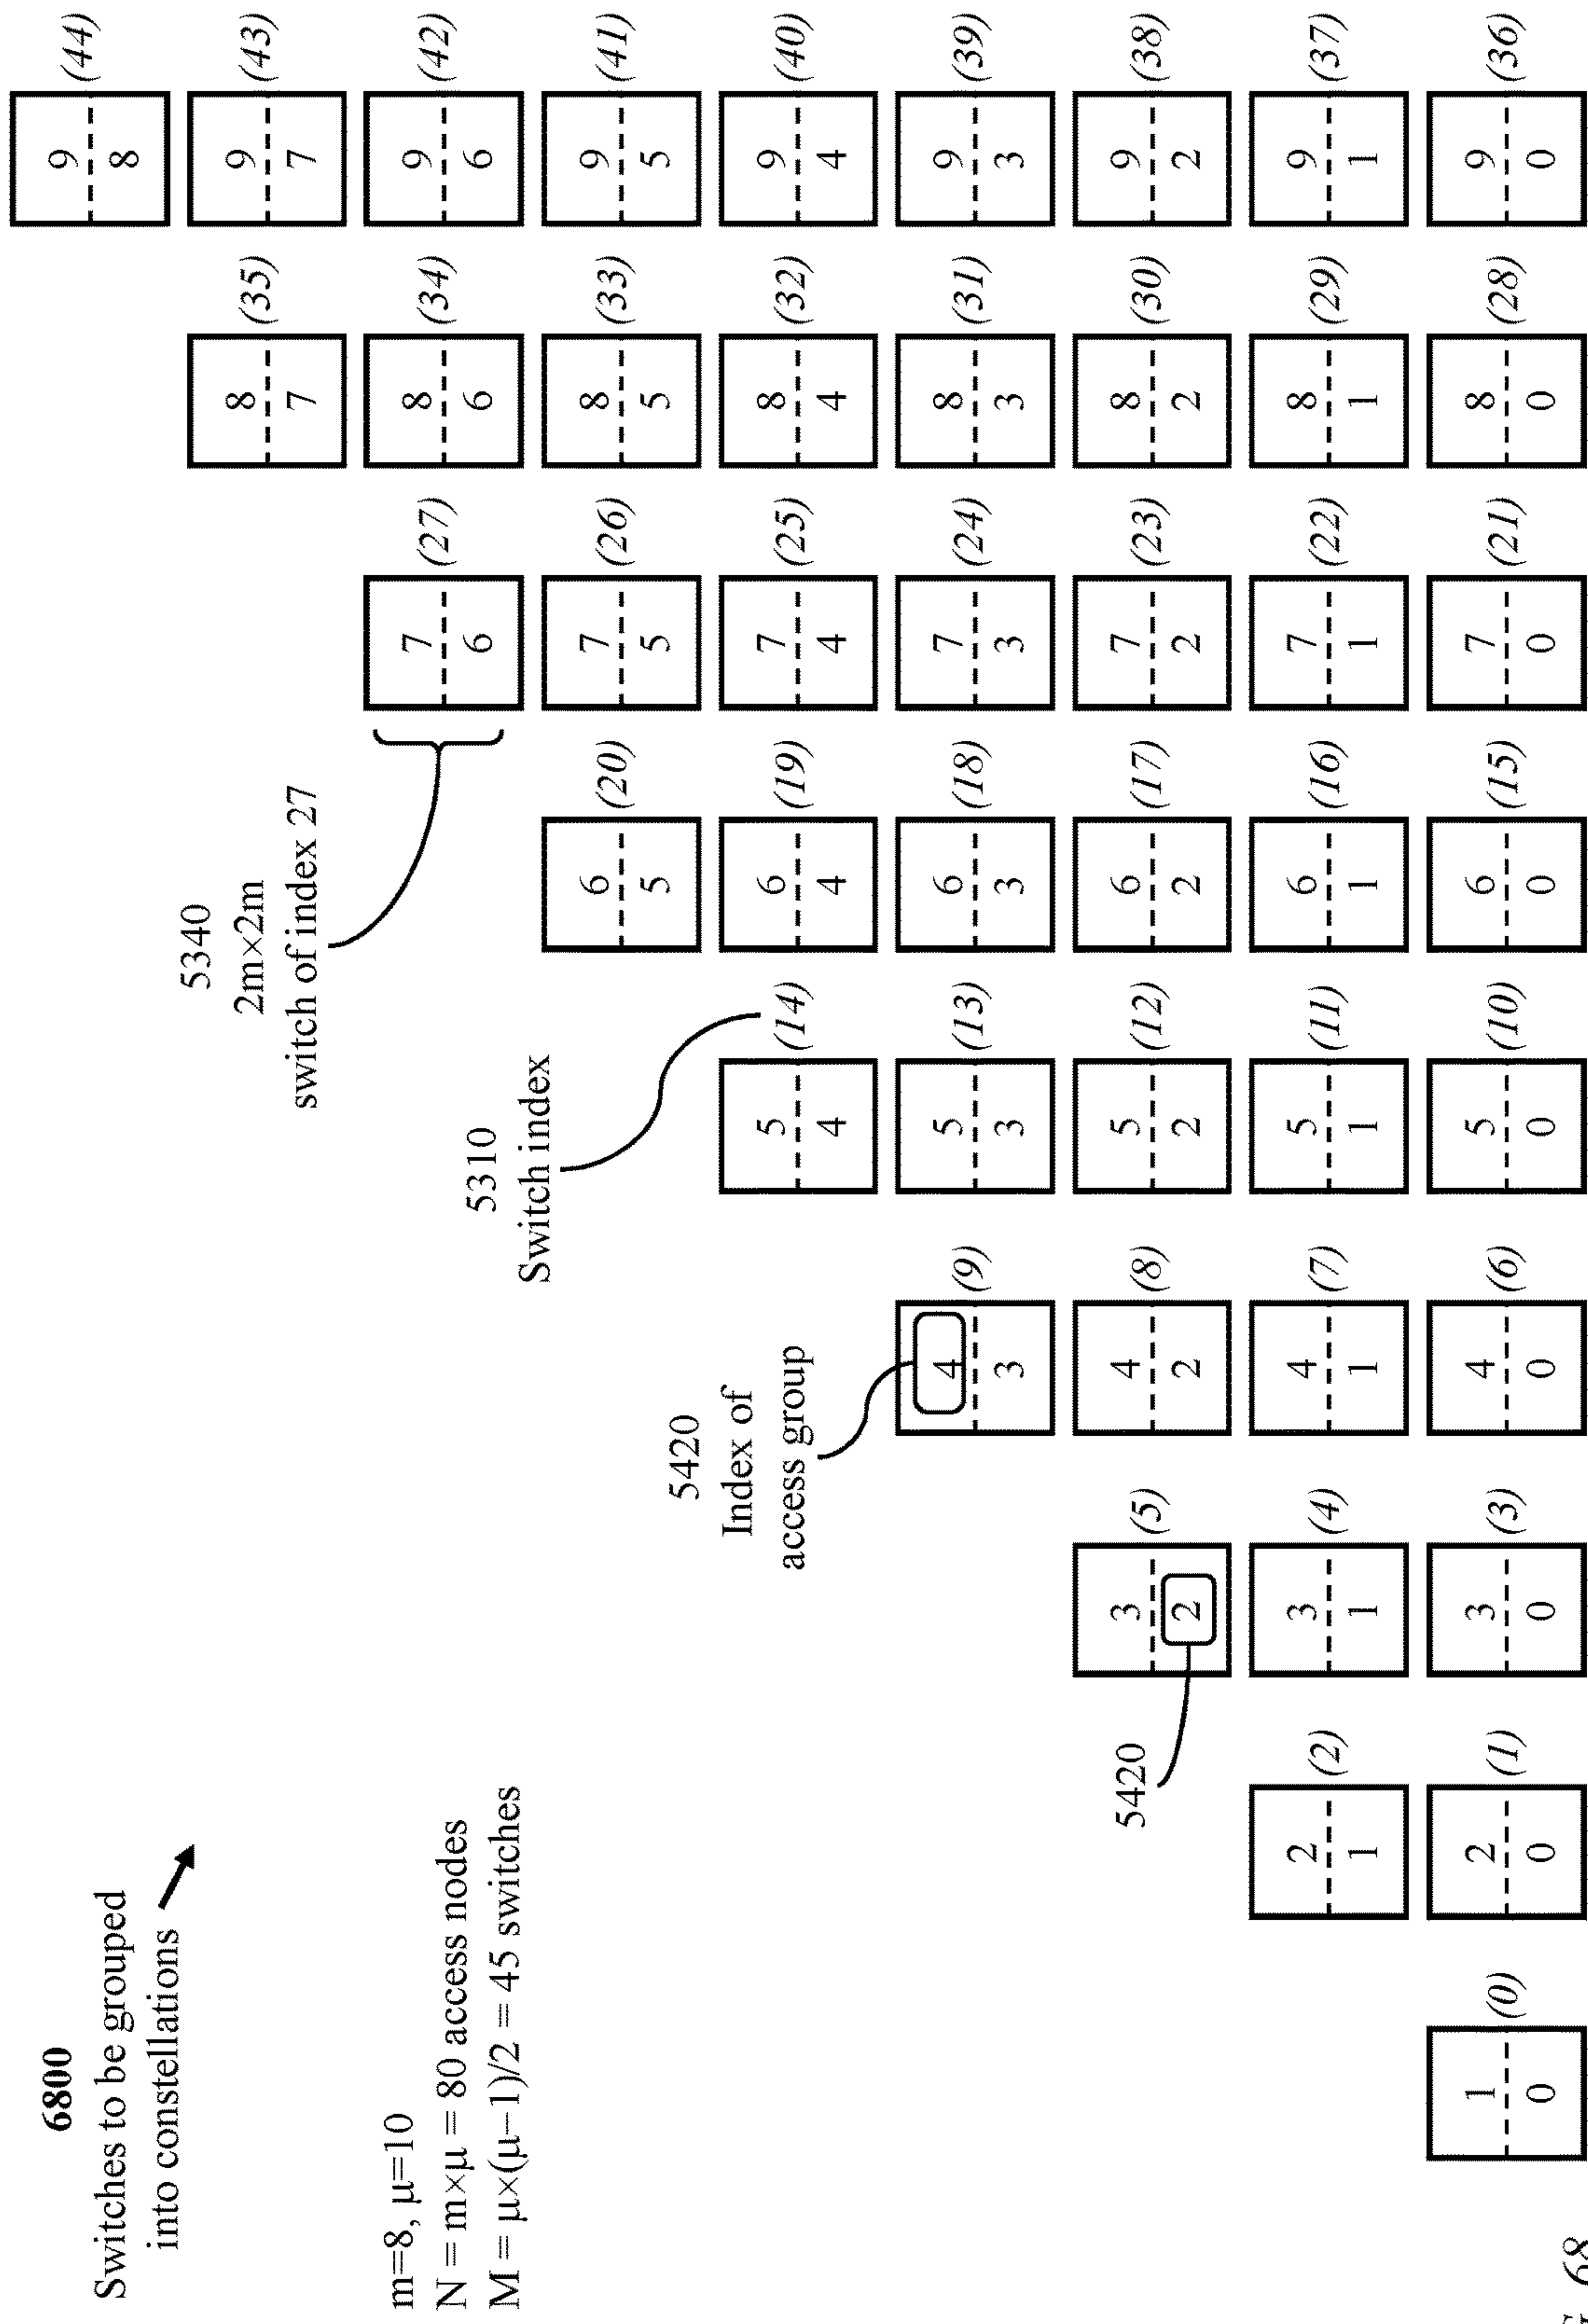 6800
Switches to be grouped
into constellations
m=8, μ=10
N = m×μ = 80 access nodes
M = μ×(μ−1)/2 = 45 switches
5340
2m×2m
switch of index 27
5310
Switch index
5420
Index of
access group
5420
9
(44)
8
8 9
(35) (43)
7 7
7 8 9
(27) (34) (42)
6 6 6
6 7 8 9
(20) (26) (33) (41)
5 5 5 5
5 6 7 8 9
(14) (19) (25) (32) (40)
4 4 4 4 4
4 5 6 7 8 9
(9) (13) (18) (24) (31) (39)
3 3 3 3 3 3
3 4 5 6 7 8 9
(5) (8) (12) (17) (23) (30) (38)
2 2 2 2 2 2 2
2 3 4 5 6 7 8 9
(2) (4) (7) (11) (16) (22) (29) (37)
1 1 1 1 1 1 1 1
1 2 3 4 5 6 7 8 9
(0) (1) (3) (6) (10) (15) (21) (28) (36)
0 0 0 0 0 0 0 0 0
68